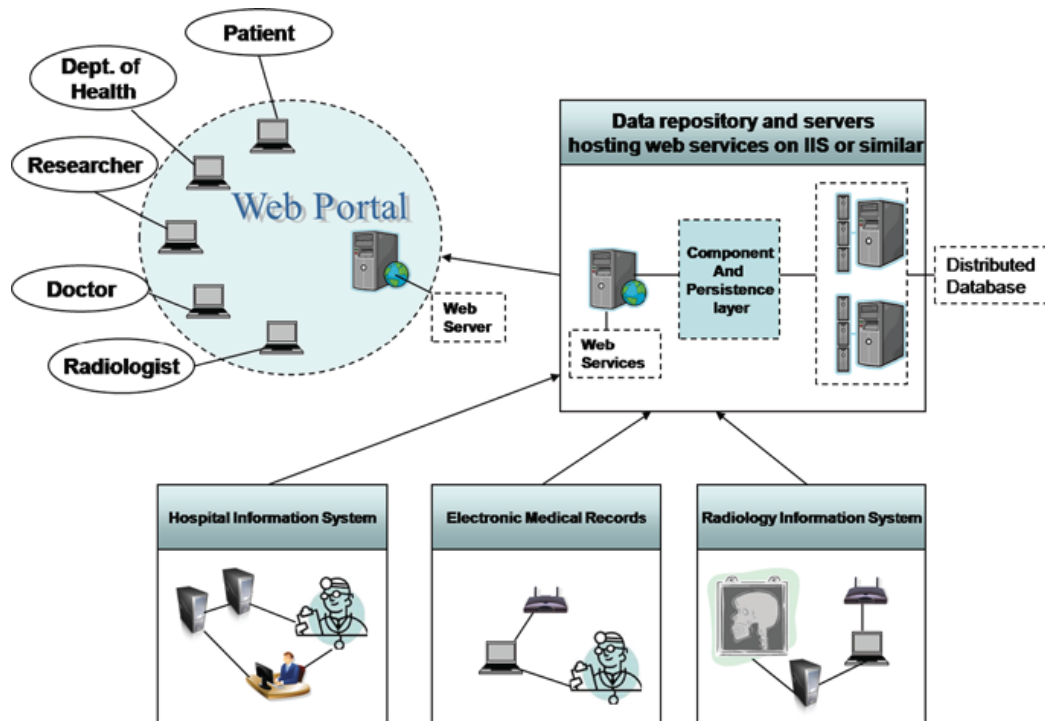 Patient
Dept. of
Health
Researcher
Doctor
Radiologist
Web Portal
Web
Server
Data repository and servers
hosting web services on IIS or similar
Web
Services
Component
And
Persistence
layer
Distributed
Database
Hospital Information System
Electronic Medical Records
Radiology Information System